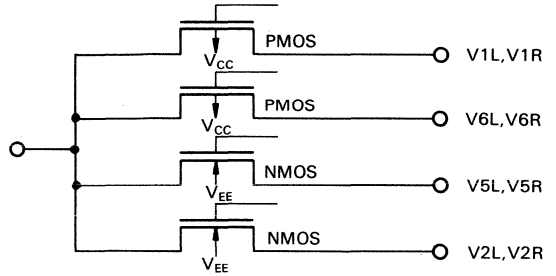 PMOS V1L,V1R
VCC
PMOS V6L,V6R
VCC
NMOS V5L,V5R
VEE
NMOS V2L,V2R
VEE